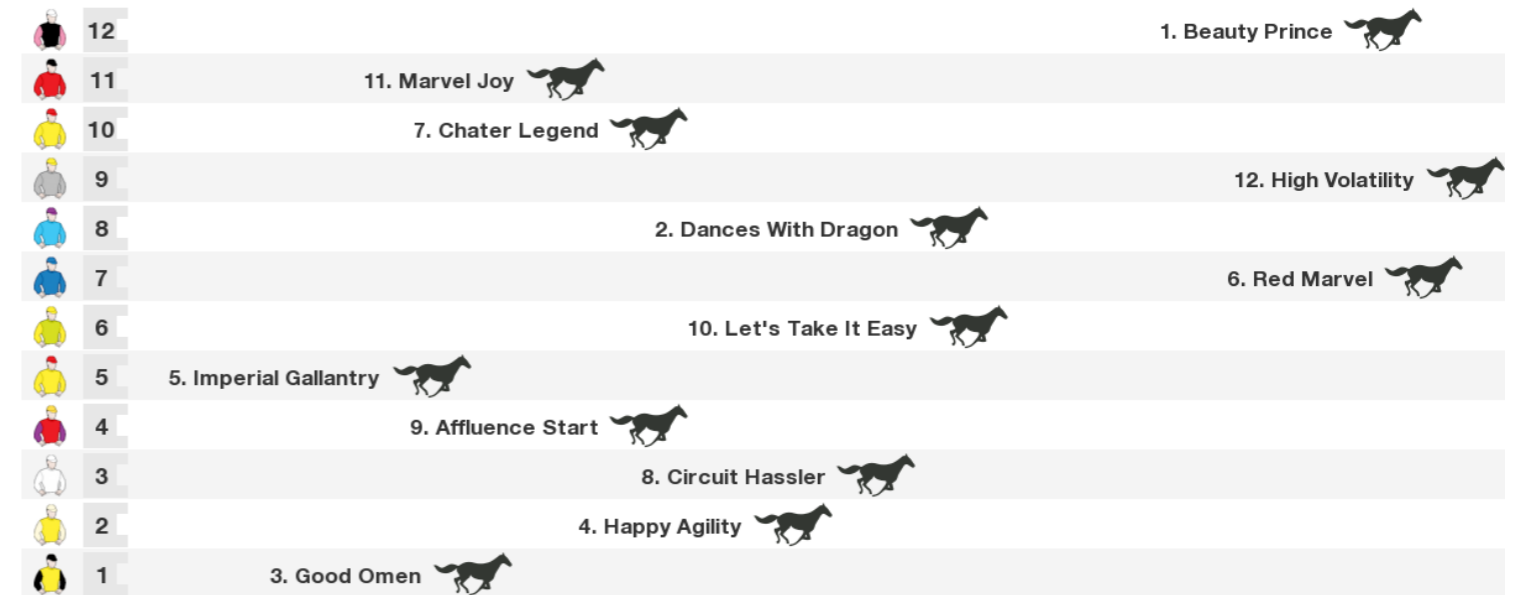 12 1. Beauty Prince
11 11. Marvel Joy
10 7. Chater Legend
9 12. High Volatility
8 2. Dances With Dragon
7 6. Red Marvel
6 10. Let's Take It Easy
5 5. Imperial Gallantry
4 9. Affluence Start
3 8. Circuit Hassler
2 4. Happy Agility
1 3. Good Omen